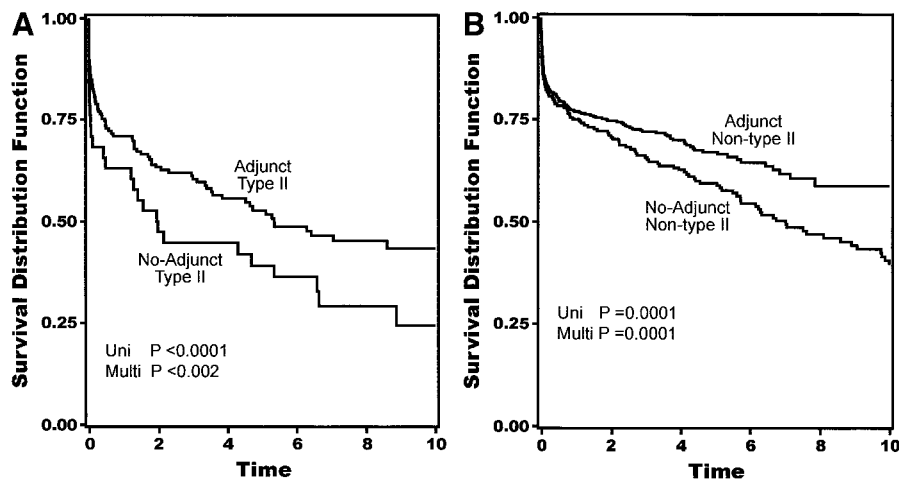 A
Survival Distribution Function
1.00
0.75
0.50
0.25
0.00
Adjunct
Type II
No-Adjunct
Type II
Uni P <0.0001
Multi P <0.002
0 2 4 6 8 10
Time
B
Survival Distribution Function
1.00
0.75
0.50
0.25
0.00
Adjunct
Non-type II
No-Adjunct
Non-type II
Uni P =0.0001
Multi P =0.0001
0 2 4 6 8 10
Time